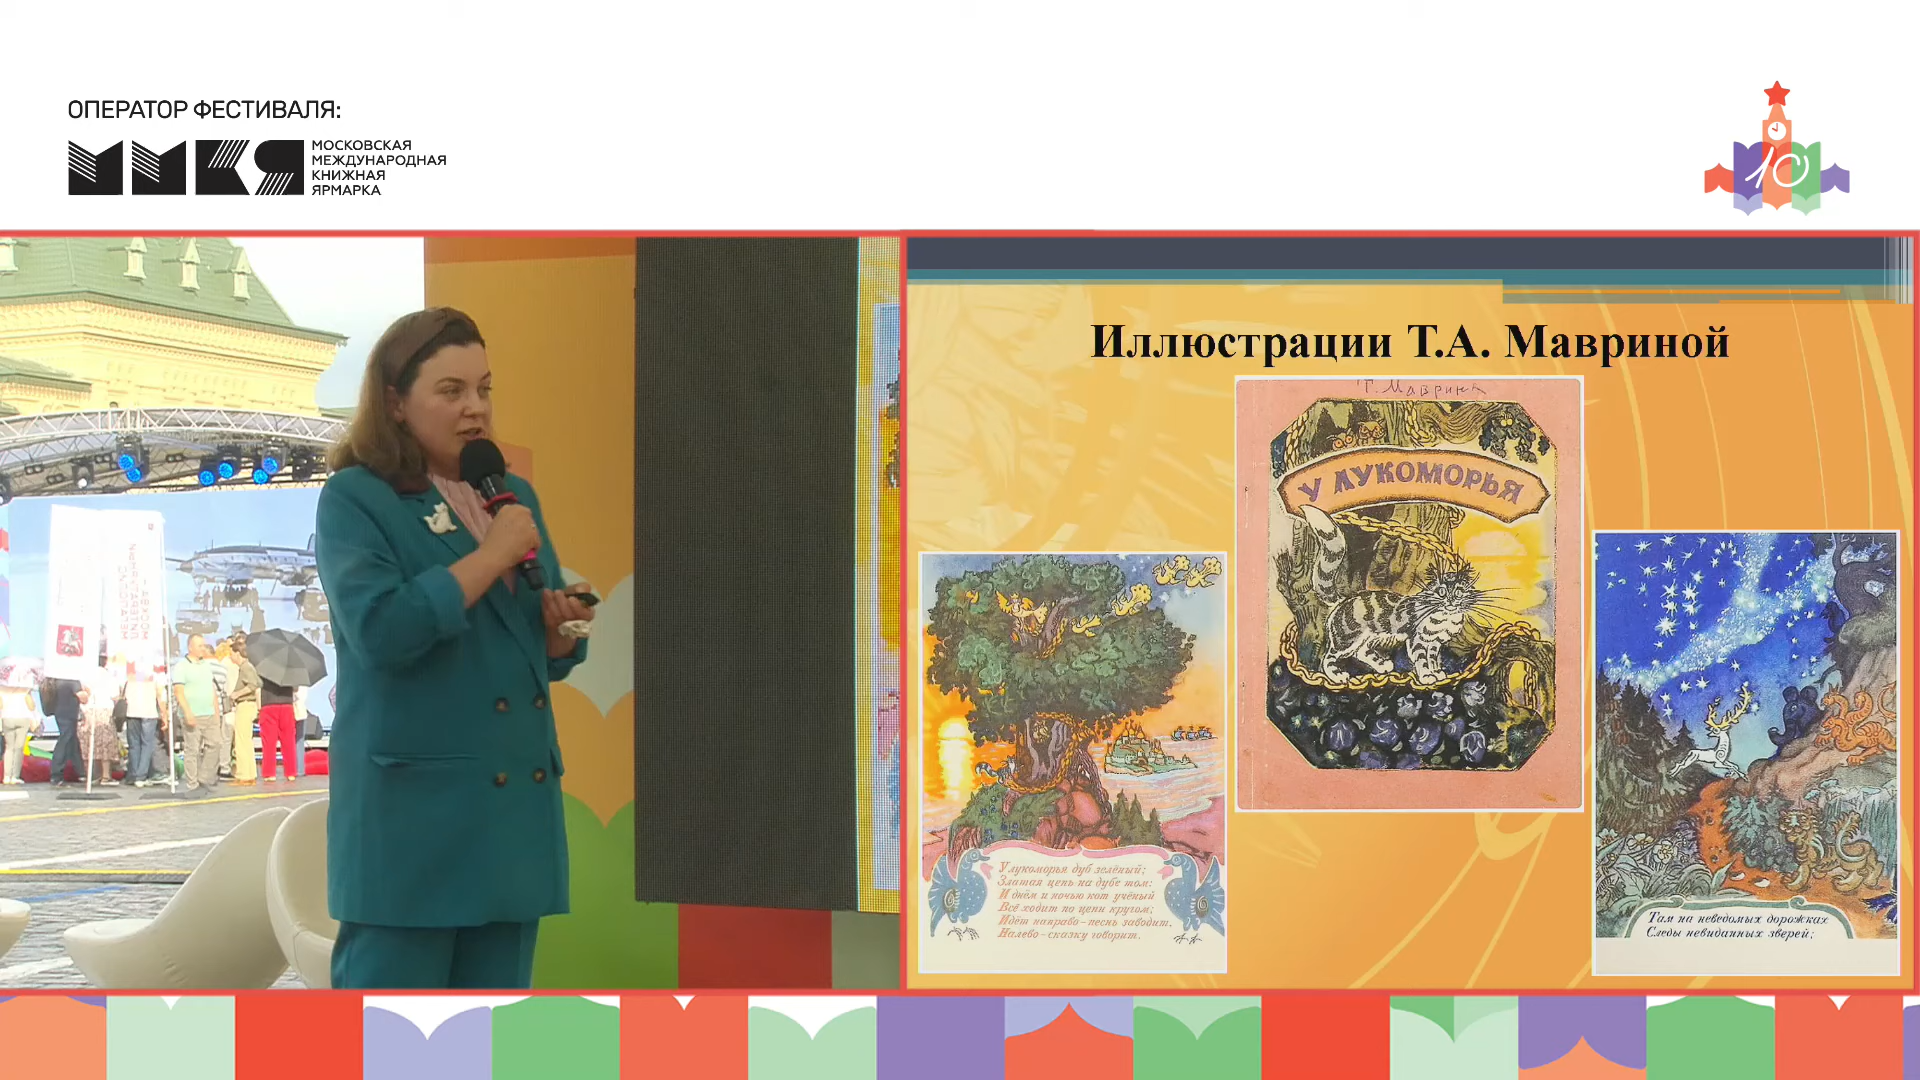 ОПЕРАТОР ФЕСТИВАЛЯ:
ММКЯ
МОСКОВСКАЯ
МЕЖДУНАРОДНАЯ
КНИЖНАЯ
ЯРМАРКА
10
Иллюстрации Т.А. Мавриной
Т. Маврина
У ЛУКОМОРЬЯ
У лукоморья дуб зелёный;
Златая цепь на дубе том:
И днём и ночью кот учёный
Всё ходит по цепи кругом;
Идёт направо – песнь заводит,
Налево – сказку говорит.
Там на неведомых дорожках
Следы невиданных зверей;